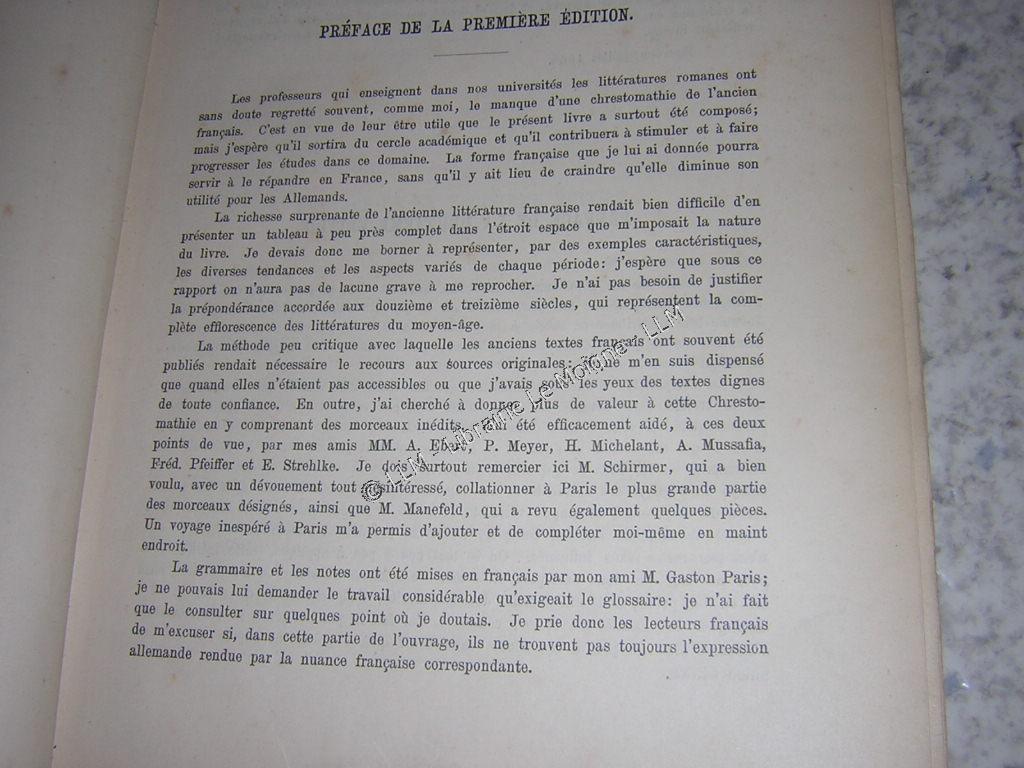 PRÉFACE DE LA PREMIÈRE ÉDITION.
Les professeurs qui enseignent dans nos universités les littératures romanes ont
sans doute regretté souvent, comme moi, le manque d'une chrestomathie de l'ancien
français. C'est en vue de leur être utile que le présent livre a surtout été composé;
mais j'espère qu'il sortira du cercle académique et qu'il contribuera à stimuler et à faire
progresser les études dans ce domaine. La forme française que je lui ai donnée pourra
servir à le répandre en France, sans qu'il y ait lieu de craindre qu'elle diminue son
utilité pour les Allemands.
La richesse surprenante de l'ancienne littérature française rendait bien difficile d'en
présenter un tableau à peu près complet dans l'étroit espace que m'imposait la nature
du livre. Je devais donc me borner à représenter, par des exemples caractéristiques,
les diverses tendances et les aspects variés de chaque période: j'espère que sous ce
rapport on n'aura pas de lacune grave à me reprocher. Je n'ai pas besoin de justifier
la prépondérance accordée aux douzième et treizième siècles, qui représentent la com-
plète efflorescence des littératures du moyen-âge.
La méthode peu critique avec laquelle les anciens textes français ont souvent été
publiés rendait nécessaire le recours aux sources originales: je ne m'en suis dispensé
que quand elles n'étaient pas accessibles ou que j'avais sous les yeux des textes dignes
de toute confiance. En outre, j'ai cherché à donner plus de valeur à cette Chresto-
mathie en y comprenant des morceaux inédits. J'ai été efficacement aidé, à ces deux
points de vue, par mes amis MM. A. Ebert, P. Meyer, H. Michelant, A. Mussafia,
Fréd. Pfeiffer et E. Strehlke. Je dois surtout remercier ici M. Schirmer, qui a bien
voulu, avec un dévouement tout désintéressé, collationner à Paris le plus grande partie
des morceaux désignés, ainsi que M. Manefeld, qui a revu également quelques pièces.
Un voyage inespéré à Paris m'a permis d'ajouter et de compléter moi-même en maint
endroit.
La grammaire et les notes ont été mises en français par mon ami M. Gaston Paris;
je ne pouvais lui demander le travail considérable qu'exigeait le glossaire: je n'ai fait
que le consulter sur quelques point où je doutais. Je prie donc les lecteurs français
de m'excuser si, dans cette partie de l'ouvrage, ils ne trouvent pas toujours l'expression
allemande rendue par la nuance française correspondante.
© LLM - Librairie Le Moigne - LLM